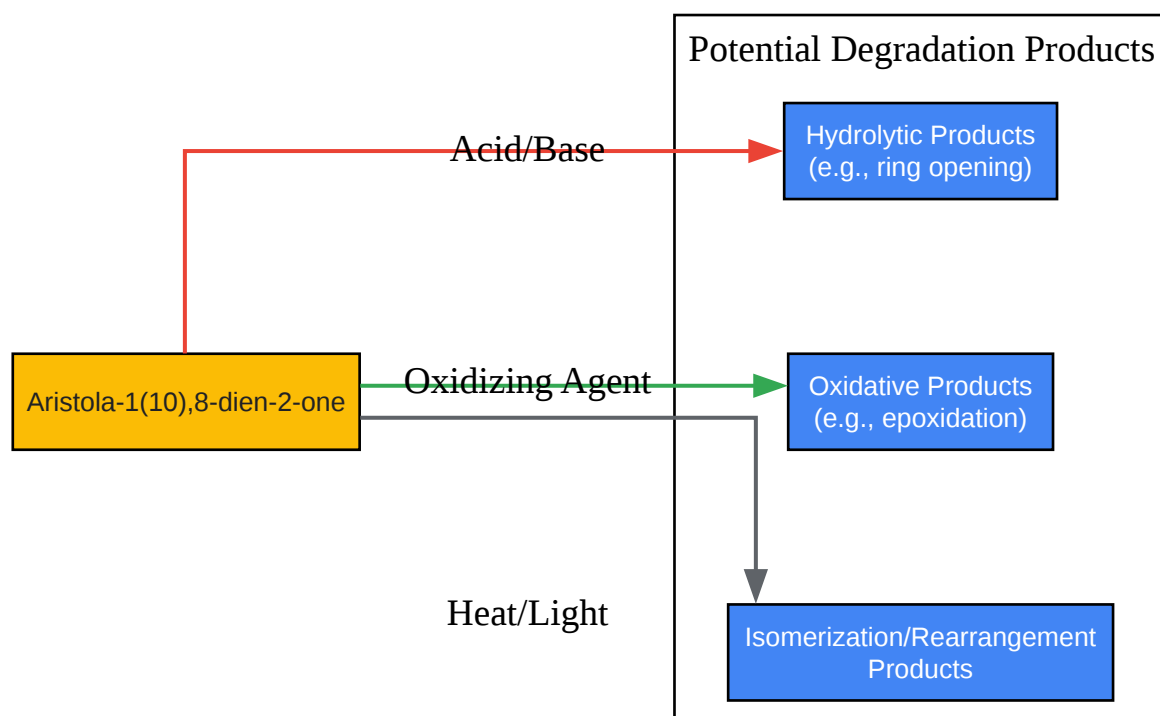 Potential Degradation Products
Acid/Base
Hydrolytic Products
(e.g., ring opening)
Aristola-1(10),8-dien-2-one
Oxidizing Agent
Oxidative Products
(e.g., epoxidation)
Heat/Light
Isomerization/Rearrangement
Products